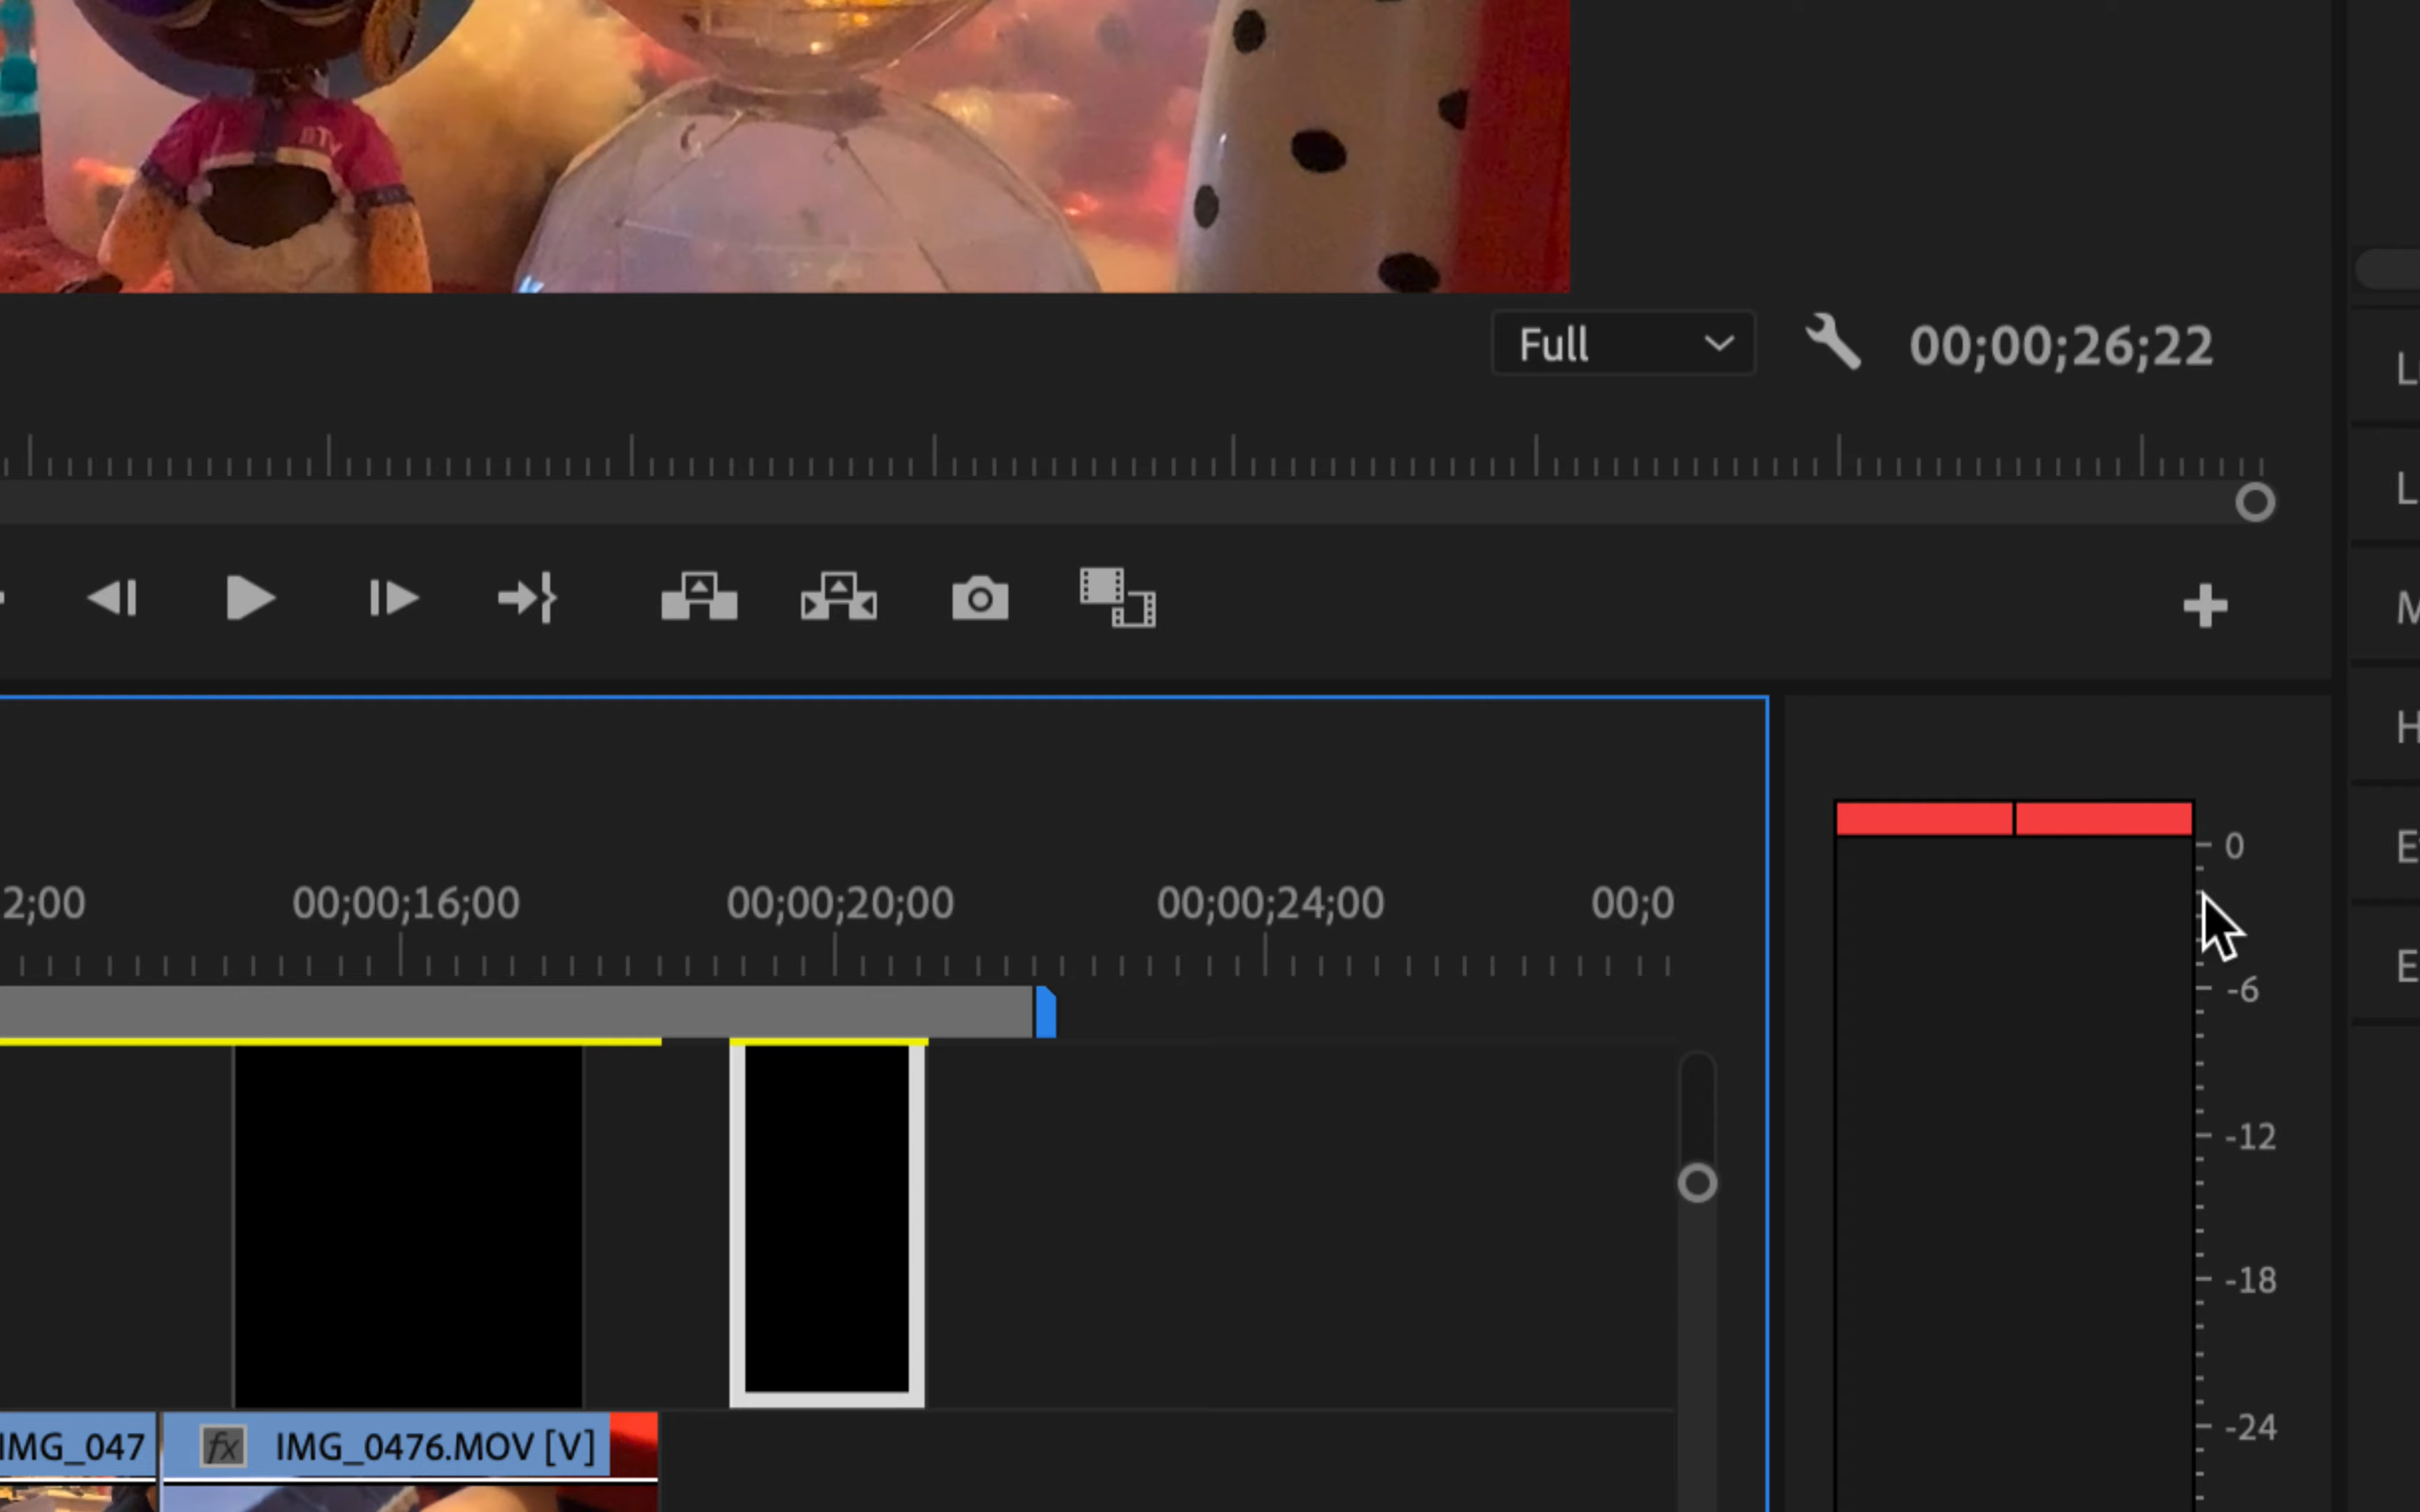 BTV
Full
00;00;26;22
2;00
00;00;16;00
00;00;20;00
00;00;24;00
00;0
0
-6
-12
-18
-24
IMG_047
fx
IMG_0476.MOV [V]
L
L
M
H
E
E